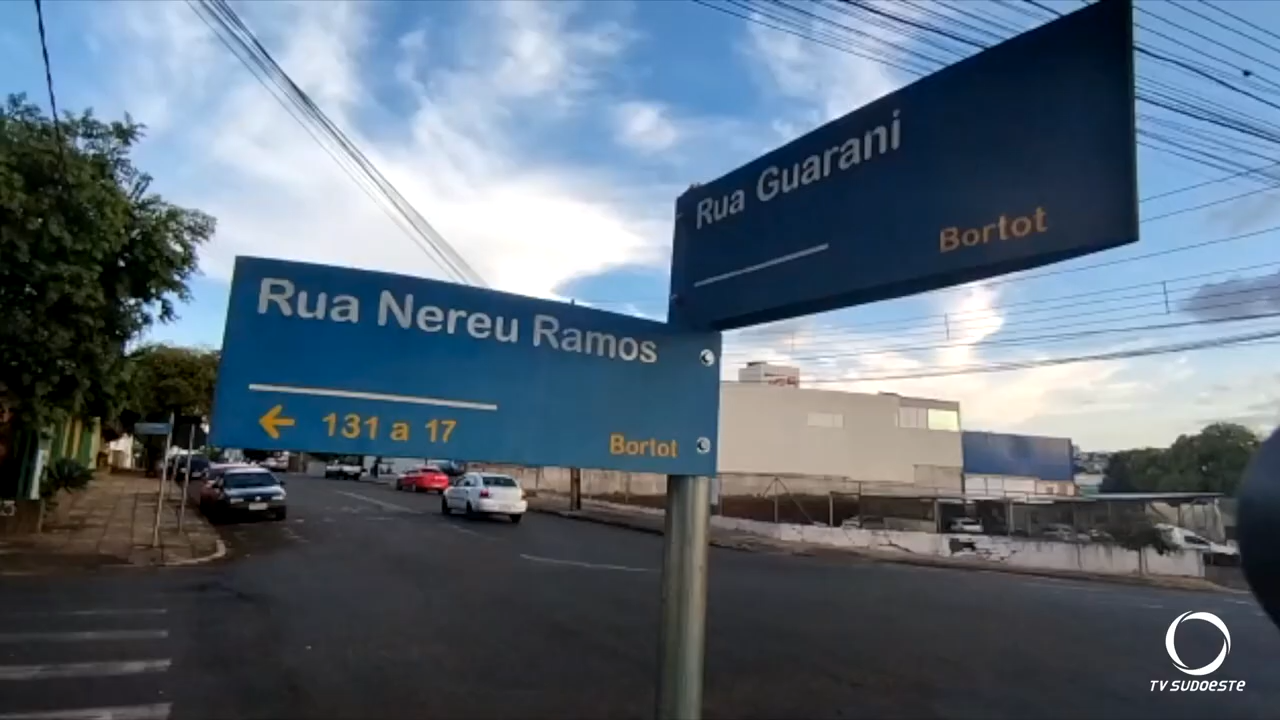 Rua Guarani
Bortot
Rua Nereu Ramos
← 131 a 17
Bortot
TV SUDOESTE